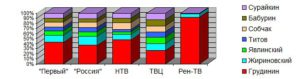 100%
90%
80%
70%
60%
50%
40%
30%
20%
10%
0%
"Первый" "Россия" НТВ ТВЦ Рен-ТВ
Сурайкин
Бабурин
Собчак
Титов
Явлинский
Жириновский
Грудинин